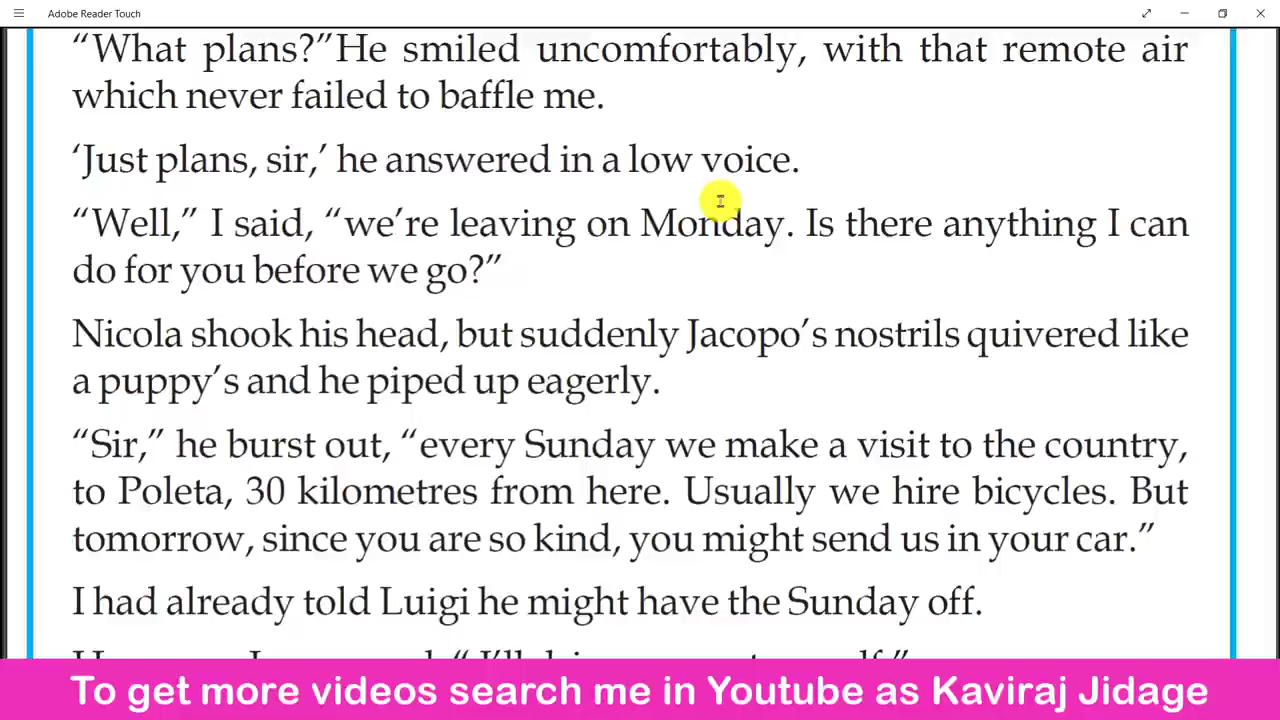 Adobe Reader Touch
“What plans?”He smiled uncomfortably, with that remote air
which never failed to baffle me.
‘Just plans, sir,’ he answered in a low voice.
“Well,” I said, “we’re leaving on Monday. Is there anything I can
do for you before we go?”
Nicola shook his head, but suddenly Jacopo’s nostrils quivered like
a puppy’s and he piped up eagerly.
“Sir,” he burst out, “every Sunday we make a visit to the country,
to Poleta, 30 kilometres from here. Usually we hire bicycles. But
tomorrow, since you are so kind, you might send us in your car.”
I had already told Luigi he might have the Sunday off.
To get more videos search me in Youtube as Kaviraj Jidage